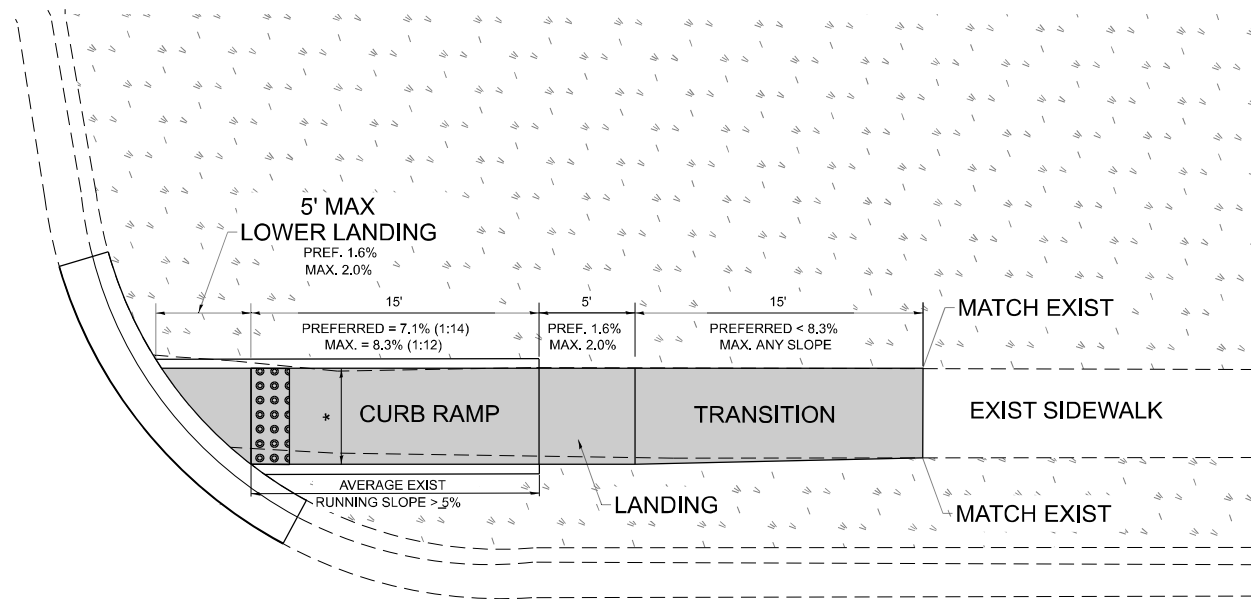 5' MAX
LOWER LANDING
PREF. 1.6%
MAX. 2.0%
15'
5'
15'
PREFERRED = 7.1% (1:14)
MAX. = 8.3% (1:12)
PREF. 1.6%
MAX. 2.0%
PREFERRED < 8.3%
MAX. ANY SLOPE
MATCH EXIST
*
CURB RAMP
TRANSITION
EXIST SIDEWALK
AVERAGE EXIST
RUNNING SLOPE > 5%
LANDING
MATCH EXIST